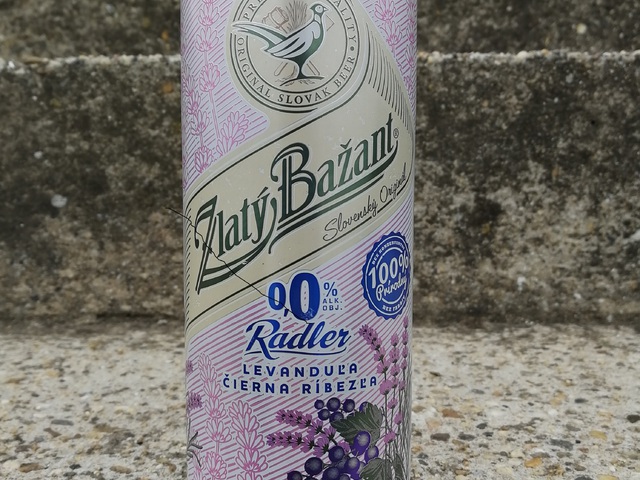 ORIGINAL SLOVAK BEER
Zlatý Bažant®
Slovenský Originál
100%
Prírodný
0,0 %
ALK.
OBJ.
Radler
LEVANDUĽA
ČIERNA RÍBEZĽA